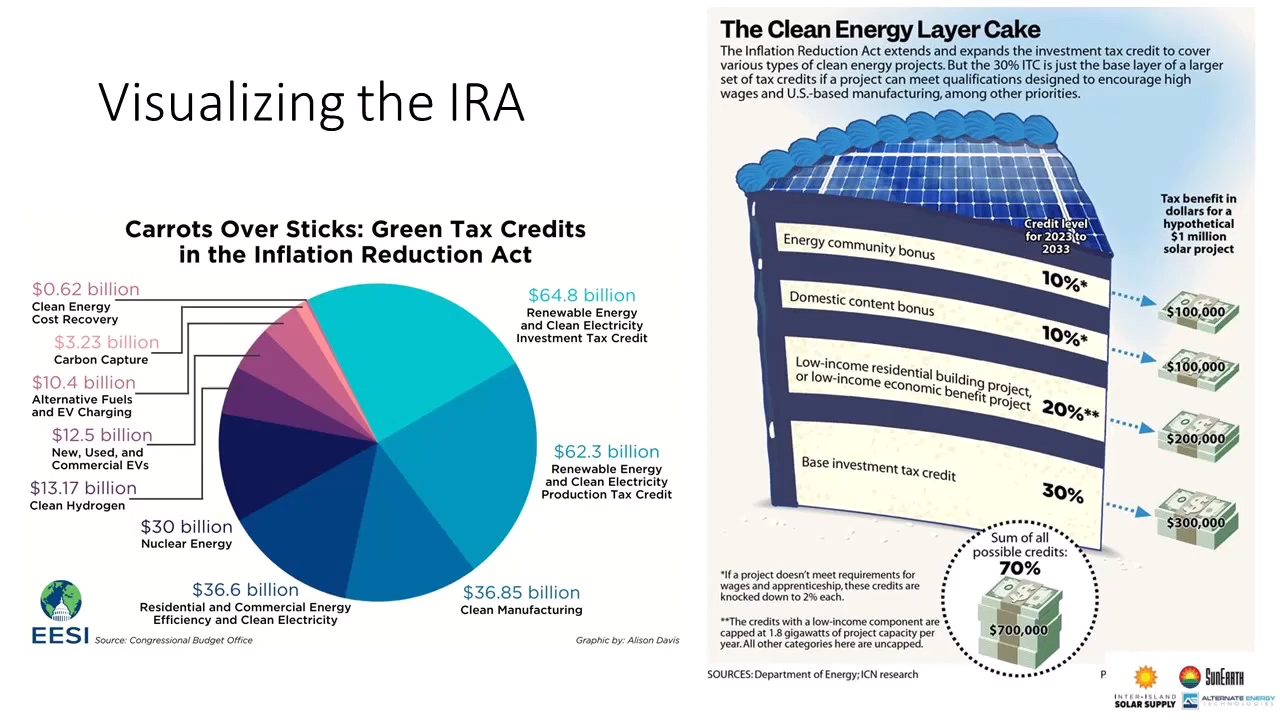 Visualizing the IRA
Carrots Over Sticks: Green Tax Credits
in the Inflation Reduction Act
$0.62 billion
Clean Energy
Cost Recovery
$3.23 billion
Carbon Capture
$10.4 billion
Alternative Fuels
and EV Charging
$12.5 billion
New, Used, and
Commercial EVs
$13.17 billion
Clean Hydrogen
$30 billion
Nuclear Energy
$36.6 billion
Residential and Commercial Energy
Efficiency and Clean Electricity
$36.85 billion
Clean Manufacturing
$62.3 billion
Renewable Energy
and Clean Electricity
Production Tax Credit
$64.8 billion
Renewable Energy
and Clean Electricity
Investment Tax Credit
EESI
Source: Congressional Budget Office
Graphic by: Alison Davis
The Clean Energy Layer Cake
The Inflation Reduction Act extends and expands the investment tax credit to cover
various types of clean energy projects. But the 30% ITC is just the base layer of a larger
set of tax credits if a project can meet qualifications designed to encourage high
wages and U.S.-based manufacturing, among other priorities.
Credit level
for 2023 to
2033
Tax benefit in
dollars for a
hypothetical
$1 million
solar project
Energy community bonus
10%*
$100,000
Domestic content bonus
10%*
$100,000
Low-income residential building project,
or low-income economic benefit project
20%**
$200,000
Base investment tax credit
30%
$300,000
Sum of all
possible credits:
70%
$700,000
*If a project doesn't meet requirements for
wages and apprenticeship, these credits are
knocked down to 2% each.
**The credits with a low-income component are
capped at 1.8 gigawatts of project capacity per
year. All other categories here are uncapped.
SOURCES: Department of Energy; ICN research
P
INTER-ISLAND
SOLAR SUPPLY
SUNEARTH
ALTERNATE ENERGY
TECHNOLOGIES